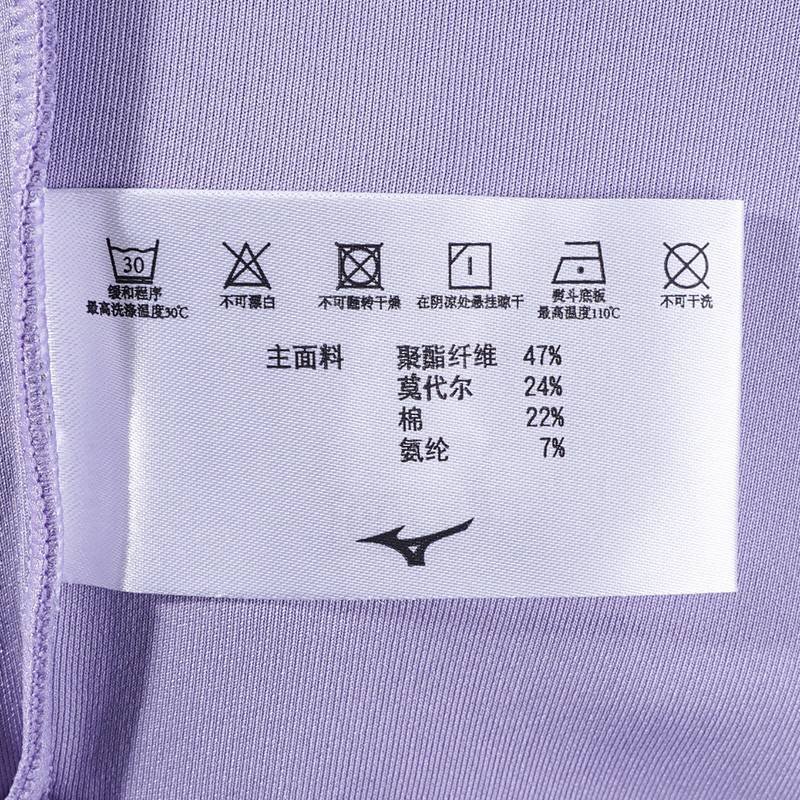 30
缓和程序
最高洗涤温度30℃
不可漂白
不可翻转干燥
在阴凉处悬挂晾干
熨斗底板
最高温度110℃
不可干洗
主面料 聚酯纤维 47%
莫代尔 24%
棉 22%
氨纶 7%